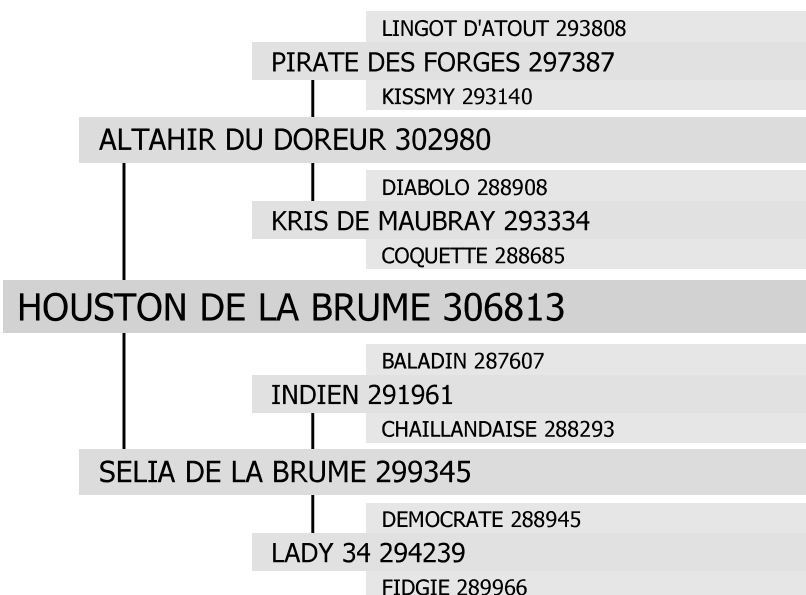 LINGOT D'ATOUT 293808
PIRATE DES FORGES 297387
KISSMY 293140
ALTAHIR DU DOREUR 302980
DIABOLO 288908
KRIS DE MAUBRAY 293334
COQUETTE 288685
HOUSTON DE LA BRUME 306813
BALADIN 287607
INDIEN 291961
CHAILLANDAISE 288293
SELIA DE LA BRUME 299345
DEMOCRATE 288945
LADY 34 294239
FIDGIE 289966